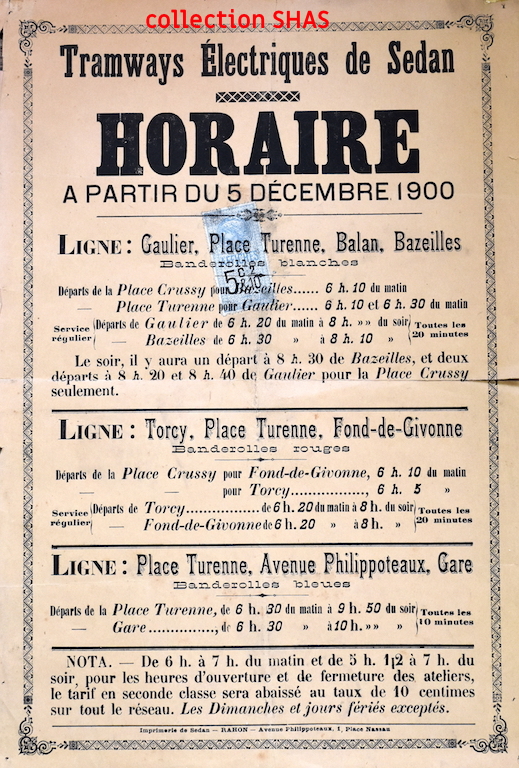 collection SHAS
Tramways Électriques de Sedan
HORAIRE
A PARTIR DU 5 DÉCEMBRE 1900
LIGNE : Gaulier, Place Turenne, Balan, Bazeilles
Banderolles blanches
Départs de la Place Crussy pour Bazeilles...... 6 h. 10 du matin
— Place Turenne pour Gaulier...... 6 h. 10 et 6 h. 30 du matin
Service régulier (Départs de Gaulier de 6 h. 20 du matin à 8 h. »» du soir) Toutes les 20 minutes
— Bazeilles de 6 h. 30 » à 8 h. 10 »
Le soir, il y aura un départ à 8 h. 30 de Bazeilles, et deux
départs à 8 h. 20 et 8 h. 40 de Gaulier pour la Place Crussy
seulement.
LIGNE : Torcy, Place Turenne, Fond-de-Givonne
Banderolles rouges
Départs de la Place Crussy pour Fond-de-Givonne, 6 h. 10 du matin
— — pour Torcy.................., 6 h. 5 »
Service régulier (Départs de Torcy.................. de 6 h. 20 du matin à 8 h. du soir) Toutes les 20 minutes
— Fond-de-Givonne de 6 h. 20 » à 8 h. »
LIGNE : Place Turenne, Avenue Philippoteaux, Gare
Banderolles bleues
Départs de la Place Turenne, de 6 h. 30 du matin à 9 h. 50 du soir) Toutes les 10 minutes
— Gare..............., de 6 h. 30 » à 10 h. »» »
NOTA. — De 6 h. à 7 h. du matin et de 5 h. 1|2 à 7 h. du
soir, pour les heures d'ouverture et de fermeture des ateliers,
le tarif en seconde classe sera abaissé au taux de 10 centimes
sur tout le réseau. Les Dimanches et jours fériés exceptés.
Imprimerie de Sedan — RAHON — Avenue Philippoteaux, 1, Place Nassau